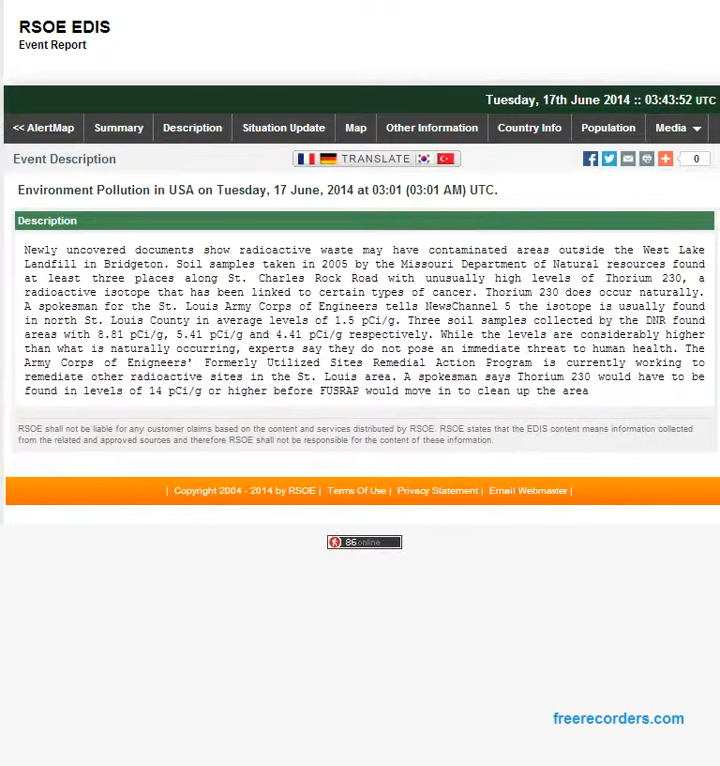 RSOE EDIS
Event Report
Tuesday, 17th June 2014 :: 03:43:52 UTC
<< AlertMap Summary Description Situation Update Map Other Information Country Info Population Media
Event Description TRANSLATE 0
Environment Pollution in USA on Tuesday, 17 June, 2014 at 03:01 (03:01 AM) UTC.
Description
Newly uncovered documents show radioactive waste may have contaminated areas outside the West Lake
Landfill in Bridgeton. Soil samples taken in 2005 by the Missouri Department of Natural resources found
at least three places along St. Charles Rock Road with unusually high levels of Thorium 230, a
radioactive isotope that has been linked to certain types of cancer. Thorium 230 does occur naturally.
A spokesman for the St. Louis Army Corps of Engineers tells NewsChannel 5 the isotope is usually found
in north St. Louis County in average levels of 1.5 pCi/g. Three soil samples collected by the DNR found
areas with 8.81 pCi/g, 5.41 pCi/g and 4.41 pCi/g respectively. While the levels are considerably higher
than what is naturally occurring, experts say they do not pose an immediate threat to human health. The
Army Corps of Enigneers' Formerly Utilized Sites Remedial Action Program is currently working to
remediate other radioactive sites in the St. Louis area. A spokesman says Thorium 230 would have to be
found in levels of 14 pCi/g or higher before FUSRAP would move in to clean up the area
RSOE shall not be liable for any customer claims based on the content and services distributed by RSOE. RSOE states that the EDIS content means information collected
from the related and approved sources and therefore RSOE shall not be responsible for the content of these information.
| Copyright 2004 - 2014 by RSOE | Terms Of Use | Privacy Statement | Email Webmaster |
86 online
freerecorders.com